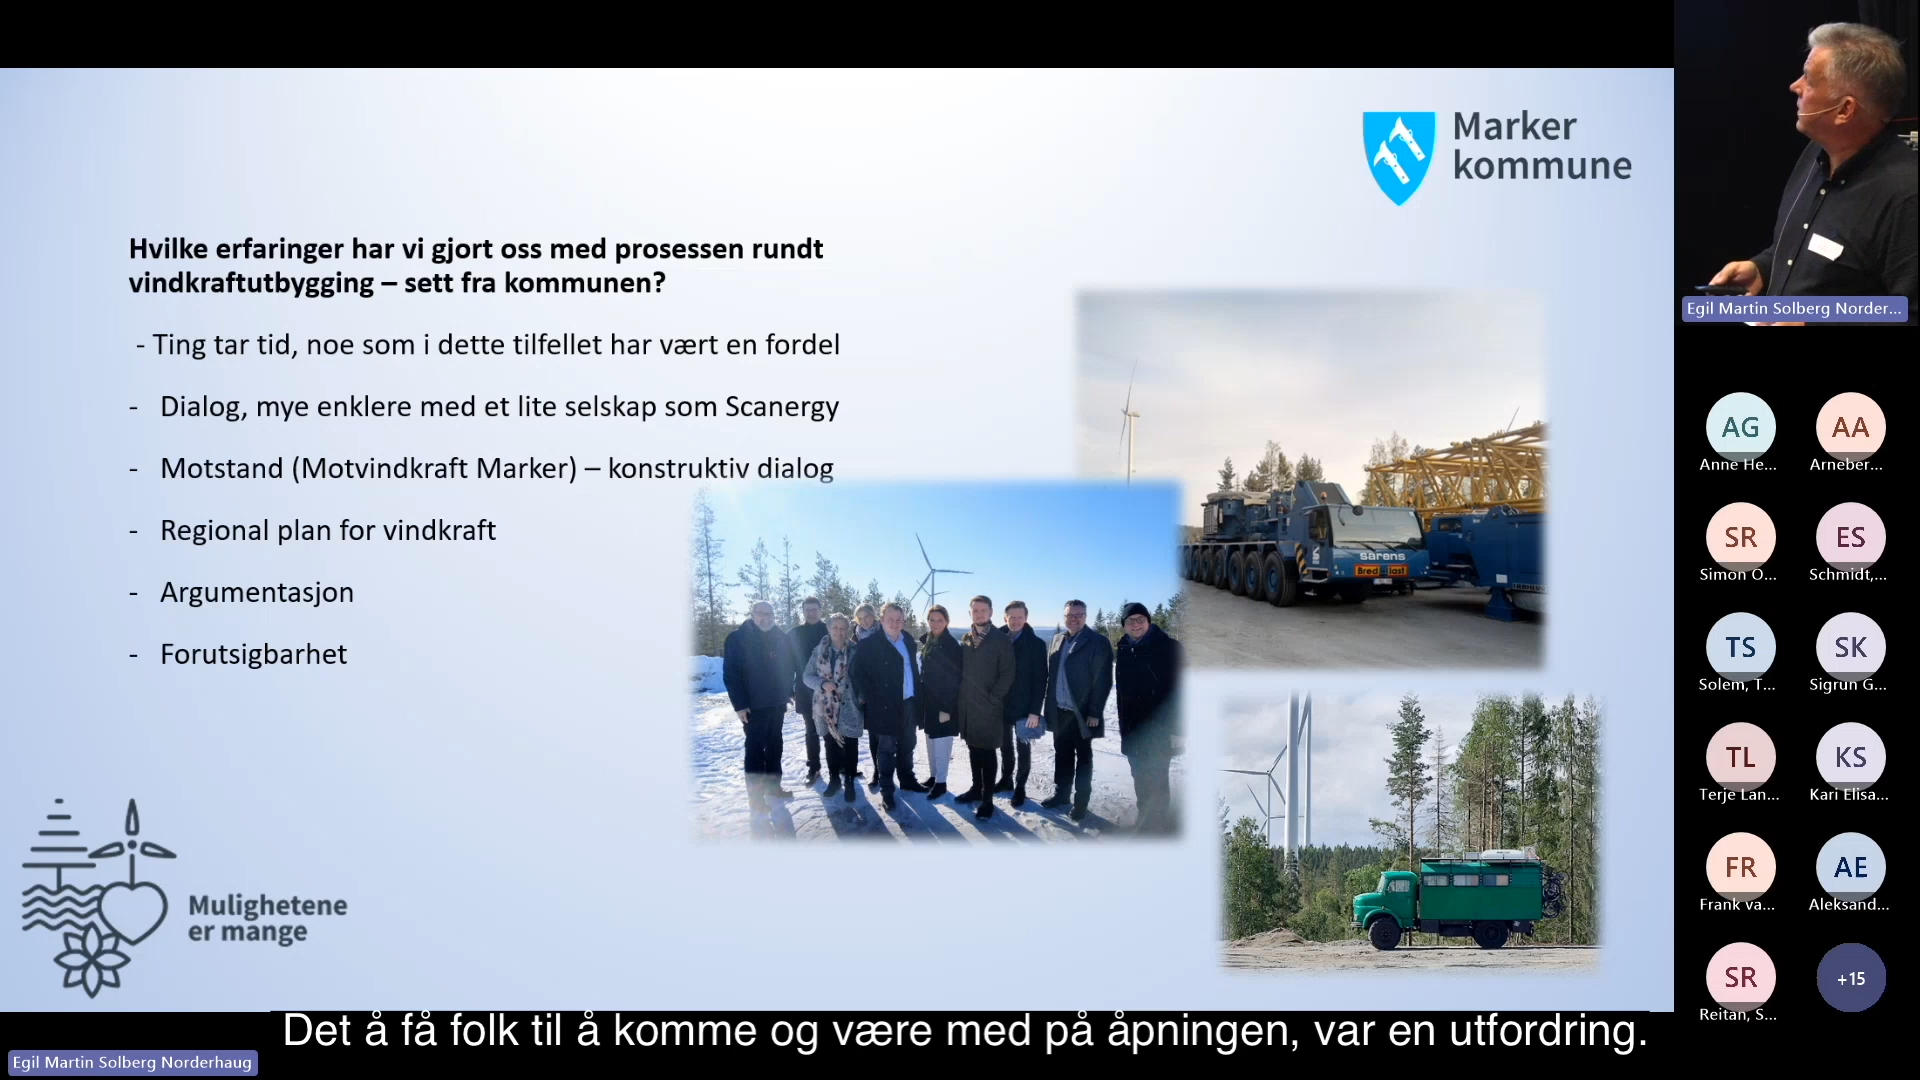 Marker
kommune
Hvilke erfaringer har vi gjort oss med prosessen rundt
vindkraftutbygging – sett fra kommunen?
- Ting tar tid, noe som i dette tilfellet har vært en fordel
- Dialog, mye enklere med et lite selskap som Scanergy
- Motstand (Motvindkraft Marker) – konstruktiv dialog
- Regional plan for vindkraft
- Argumentasjon
- Forutsigbarhet
sarens
Bred last
Mulighetene
er mange
Det å få folk til å komme og være med på åpningen, var en utfordring.
Egil Martin Solberg Norderhaug
Egil Martin Solberg Norder...
AG
Anne He...
AA
Arneber...
SR
Simon O...
ES
Schmidt,...
TS
Solem, T...
SK
Sigrun G...
TL
Terje Lan...
KS
Kari Elisa...
FR
Frank va...
AE
Aleksand...
SR
Reitan, S...
+15